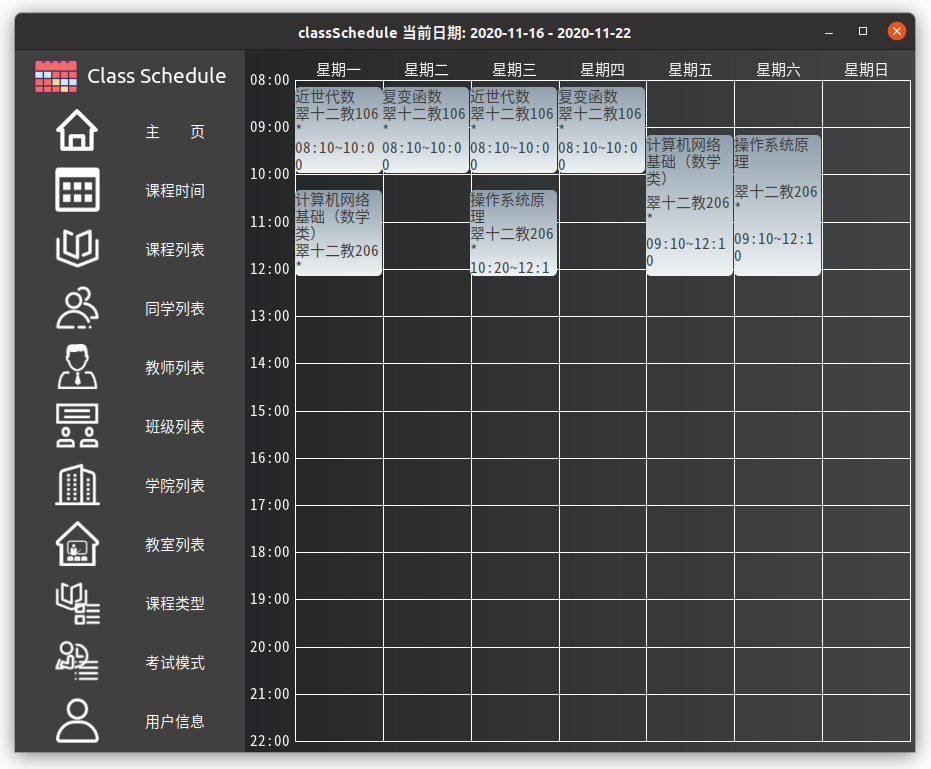 classSchedule 当前日期: 2020-11-16 - 2020-11-22
Class Schedule
主 页
课程时间
课程列表
同学列表
教师列表
班级列表
学院列表
教室列表
课程类型
考试模式
用户信息
星期一 星期二 星期三 星期四 星期五 星期六 星期日
08:00
09:00
10:00
11:00
12:00
13:00
14:00
15:00
16:00
17:00
18:00
19:00
20:00
21:00
22:00
近世代数
翠十二教106
*
08:10~10:0
0
计算机网络
基础（数学
类）
翠十二教206
*
复变函数
翠十二教106
*
08:10~10:0
0
近世代数
翠十二教106
*
08:10~10:0
0
操作系统原
理
翠十二教206
*
10:20~12:1
复变函数
翠十二教106
*
08:10~10:0
0
计算机网络
基础（数学
类）
翠十二教206
*
09:10~12:1
0
操作系统原
理
翠十二教206
*
09:10~12:1
0